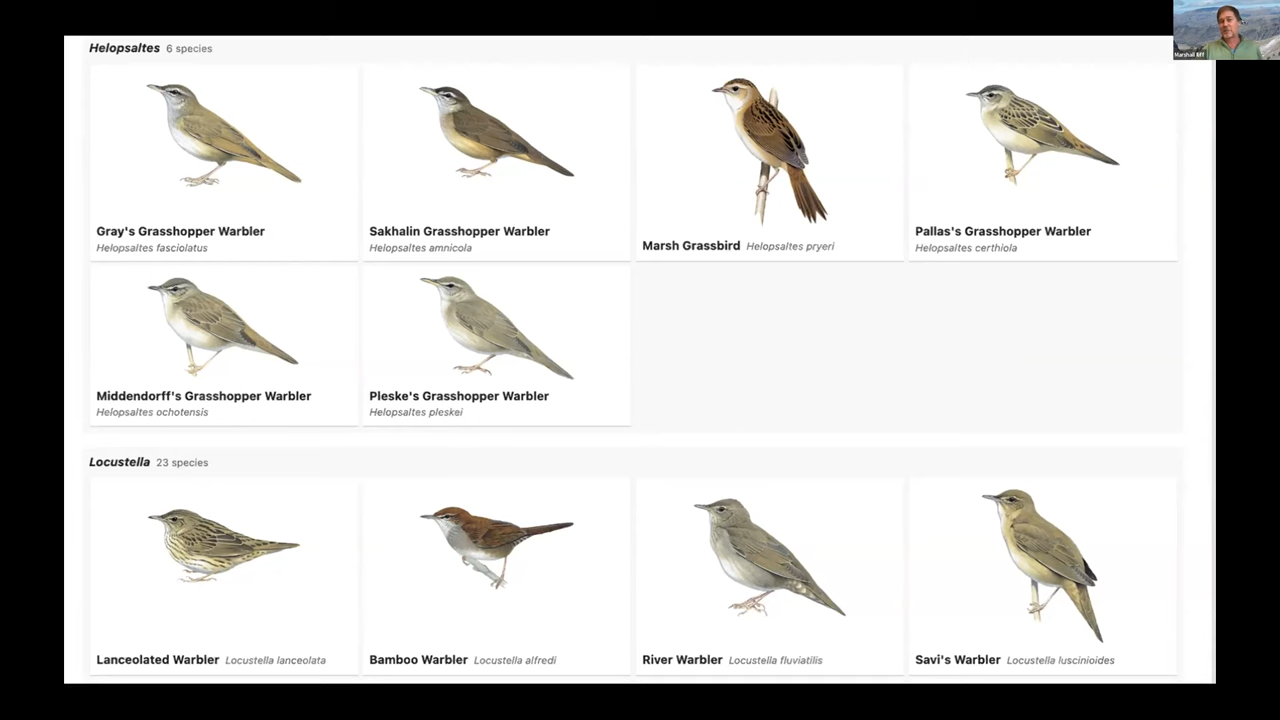 Helopsaltes 6 species
Marshall Iliff
Gray's Grasshopper Warbler
Helopsaltes fasciolatus
Sakhalin Grasshopper Warbler
Helopsaltes amnicola
Marsh Grassbird Helopsaltes pryeri
Pallas's Grasshopper Warbler
Helopsaltes certhiola
Middendorff's Grasshopper Warbler
Helopsaltes ochotensis
Pleske's Grasshopper Warbler
Helopsaltes pleskei
Locustella 23 species
Lanceolated Warbler Locustella lanceolata
Bamboo Warbler Locustella alfredi
River Warbler Locustella fluviatilis
Savi's Warbler Locustella luscinioides